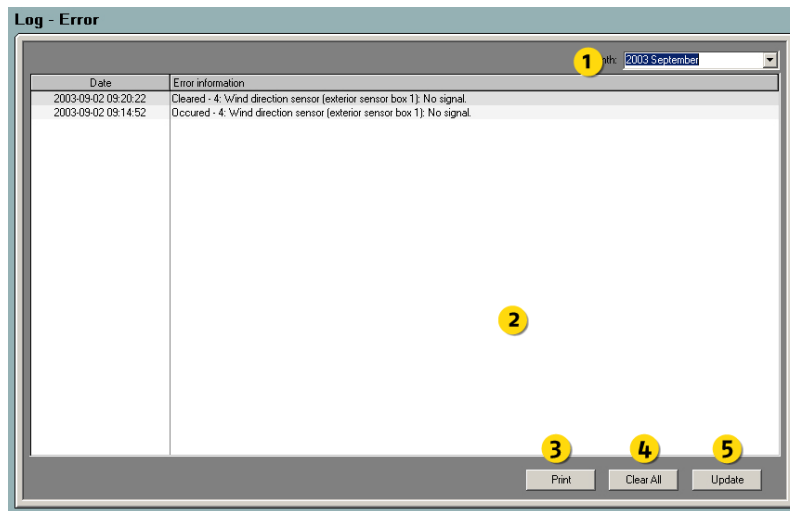 Log - Error
1 nth: 2003 September
Date Error information
2003-09-02 09:20:22 Cleared - 4: Wind direction sensor (exterior sensor box 1): No signal.
2003-09-02 09:14:52 Occured - 4: Wind direction sensor (exterior sensor box 1): No signal.
2
3 4 5
Print Clear All Update